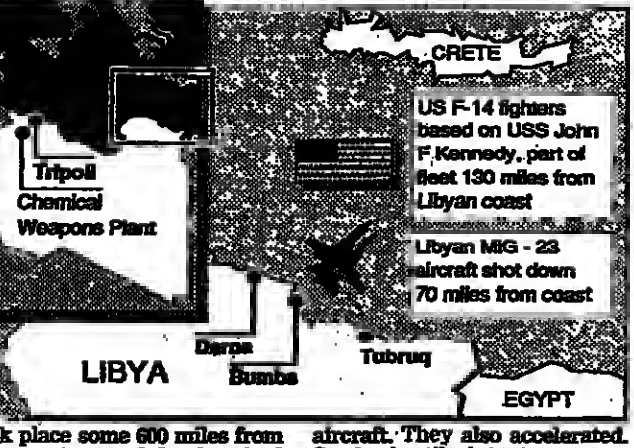 CRETE
US F-14 fighters
based on USS John
F. Kennedy, part of
fleet 130 miles from
Libyan coast
Tripoli
Chemical
Weapons Plant
Libyan MiG - 23
aircraft shot down
70 miles from coast
Bumba
Tubruq
LIBYA
EGYPT
k place some 600 miles from
aircraft. They also accelerated